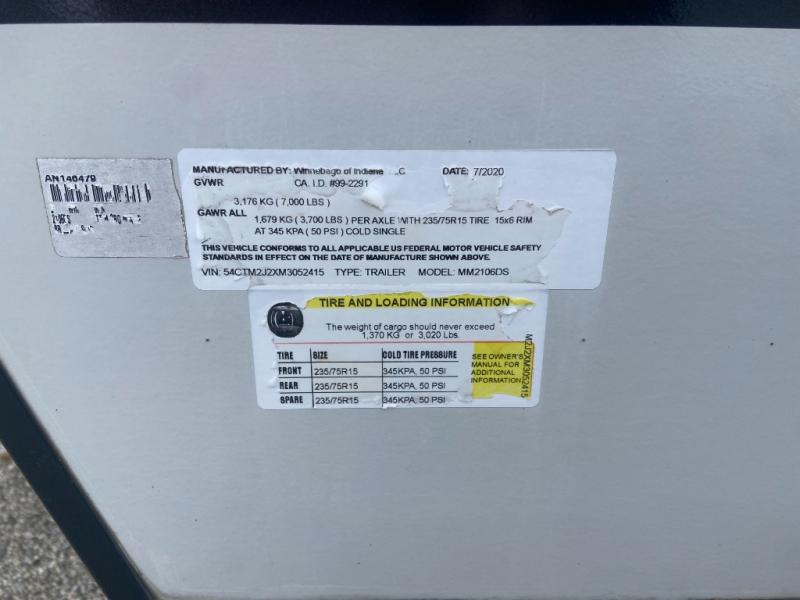 AN146479
MANUFACTURED BY: Winnebago of Indiana C DATE: 7/2020
GVWR CA. I.D. #99-2291
3,176 KG ( 7,000 LBS )
GAWR ALL
1,679 KG ( 3,700 LBS ) PER AXLE WITH 235/75R15 TIRE 15x6 RIM
AT 345 KPA ( 50 PSI ) COLD SINGLE
THIS VEHICLE CONFORMS TO ALL APPLICABLE US FEDERAL MOTOR VEHICLE SAFETY
STANDARDS IN EFFECT ON THE DATE OF MANUFACTURE SHOWN ABOVE.
VIN: 54CTM2J2XM3052415 TYPE: TRAILER MODEL: MM2106DS
TIRE AND LOADING INFORMATION
The weight of cargo should never exceed
1,370 KG or 3,020 Lbs.
TIRE SIZE COLD TIRE PRESSURE
FRONT 235/75R15 345KPA, 50 PSI
REAR 235/75R15 345KPA, 50 PSI
SPARE 235/75R15 345KPA, 50 PSI
SEE OWNER'S
MANUAL FOR
ADDITIONAL
INFORMATION
M2J2XM3052415